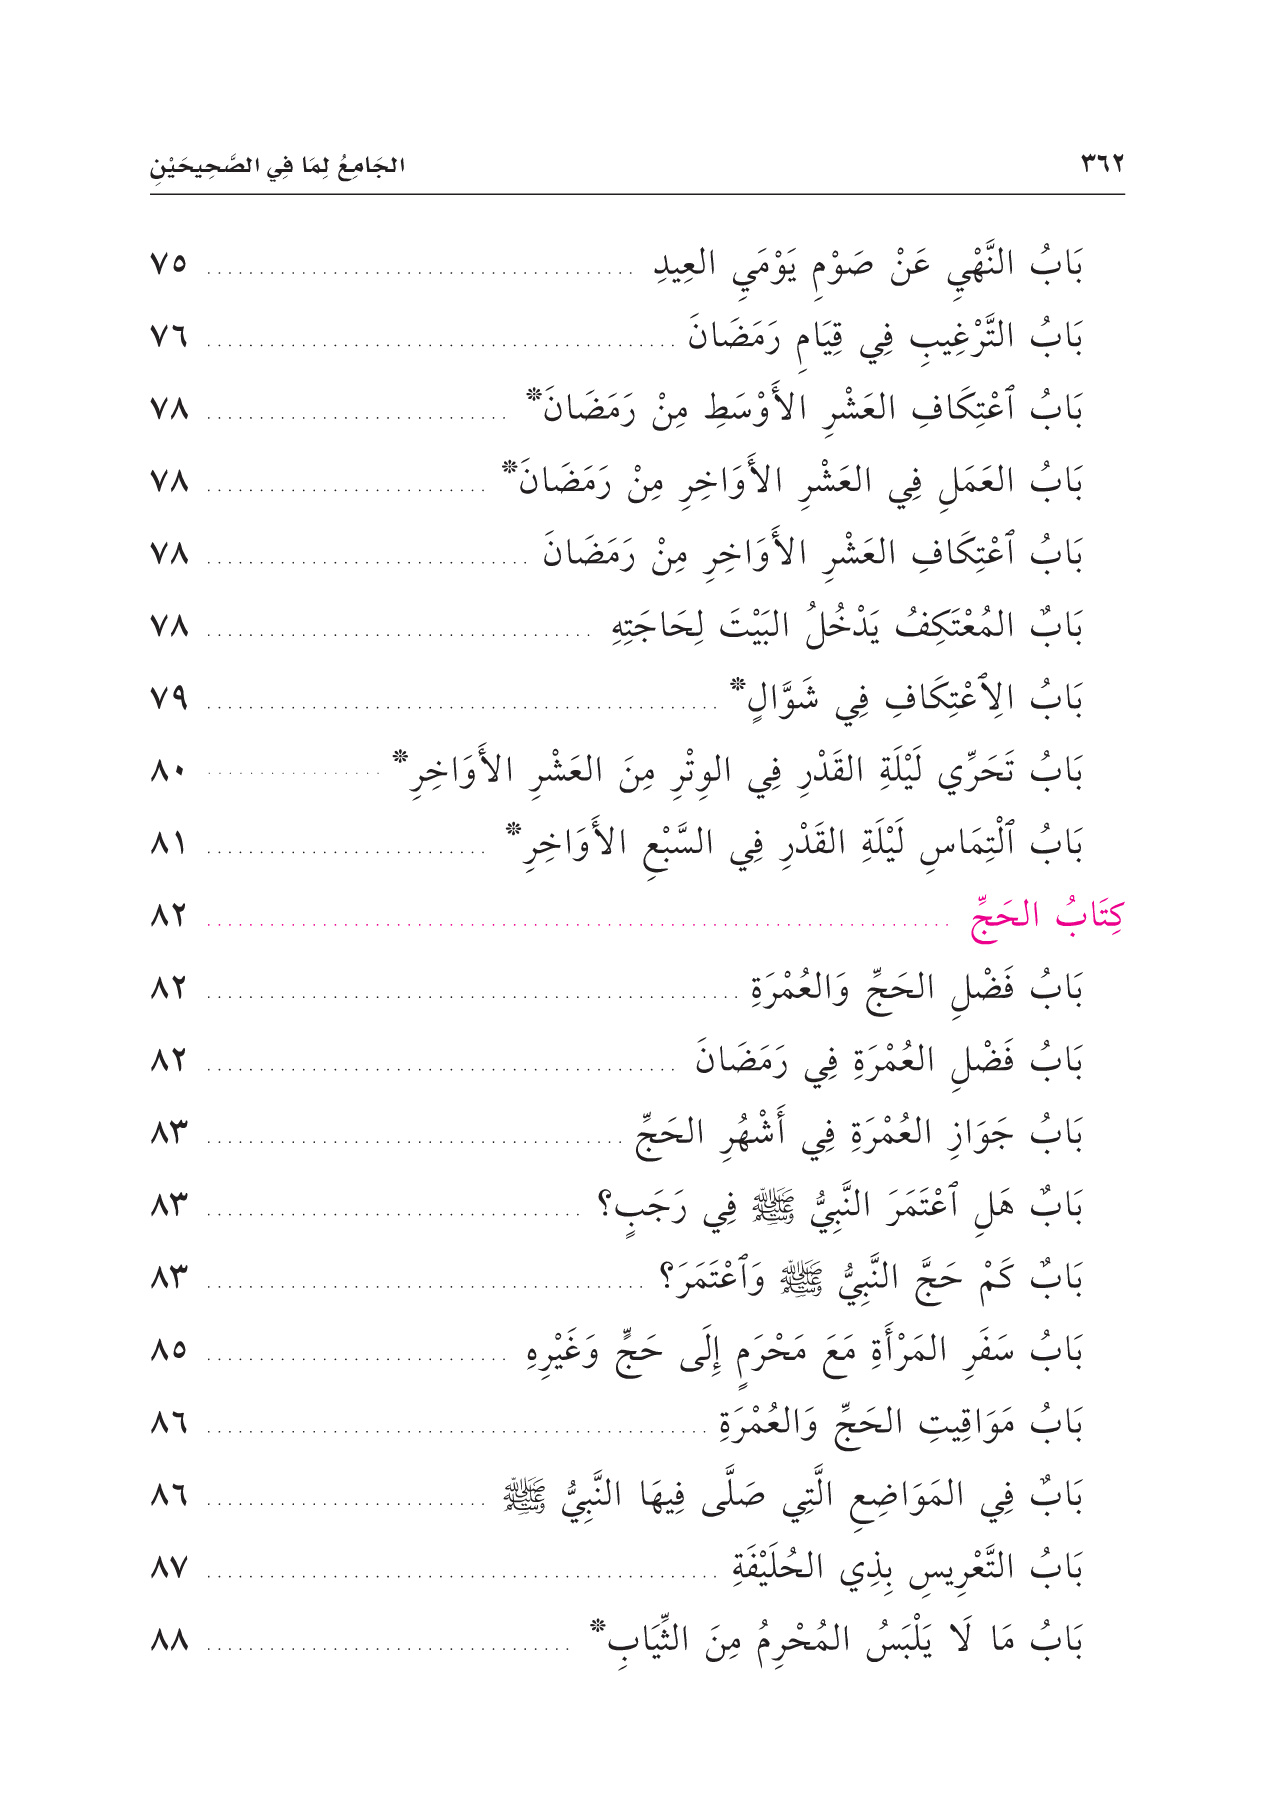 ٣٦٢ الجَامِعُ لِمَا فِي الصَّحِيحَيْنِ
بَابُ النَّهْيِ عَنْ صَوْمِ يَوْمَيِ العِيدِ ........................................ ٧٥
بَابُ التَّرْغِيبِ فِي قِيَامِ رَمَضَانَ ............................................ ٧٦
بَابُ ٱعْتِكَافِ العَشْرِ الأَوْسَطِ مِنْ رَمَضَانَ* ............................ ٧٨
بَابُ العَمَلِ فِي العَشْرِ الأَوَاخِرِ مِنْ رَمَضَانَ* .......................... ٧٨
بَابُ ٱعْتِكَافِ العَشْرِ الأَوَاخِرِ مِنْ رَمَضَانَ .............................. ٧٨
بَابٌ المُعْتَكِفُ يَدْخُلُ البَيْتَ لِحَاجَتِهِ .................................... ٧٨
بَابُ الِٱعْتِكَافِ فِي شَوَّالٍ* ................................................ ٧٩
بَابُ تَحَرِّي لَيْلَةِ القَدْرِ فِي الوِتْرِ مِنَ العَشْرِ الأَوَاخِرِ* ................ ٨٠
بَابُ ٱلْتِمَاسِ لَيْلَةِ القَدْرِ فِي السَّبْعِ الأَوَاخِرِ* .......................... ٨١
كِتَابُ الحَجِّ ...................................................................... ٨٢
بَابُ فَضْلِ الحَجِّ وَالعُمْرَةِ .................................................. ٨٢
بَابُ فَضْلِ العُمْرَةِ فِي رَمَضَانَ ............................................ ٨٢
بَابُ جَوَازِ العُمْرَةِ فِي أَشْهُرِ الحَجِّ ........................................ ٨٣
بَابٌ هَلِ ٱعْتَمَرَ النَّبِيُّ ﷺ فِي رَجَبٍ؟ .................................... ٨٣
بَابٌ كَمْ حَجَّ النَّبِيُّ ﷺ وَٱعْتَمَرَ؟ .......................................... ٨٣
بَابُ سَفَرِ المَرْأَةِ مَعَ مَحْرَمٍ إِلَى حَجٍّ وَغَيْرِهِ ............................ ٨٥
بَابُ مَوَاقِيتِ الحَجِّ وَالعُمْرَةِ ................................................ ٨٦
بَابٌ فِي المَوَاضِعِ الَّتِي صَلَّى فِيهَا النَّبِيُّ ﷺ .......................... ٨٦
بَابُ التَّعْرِيسِ بِذِي الحُلَيْفَةِ ................................................ ٨٧
بَابُ مَا لَا يَلْبَسُ المُحْرِمُ مِنَ الثِّيَابِ* .................................. ٨٨